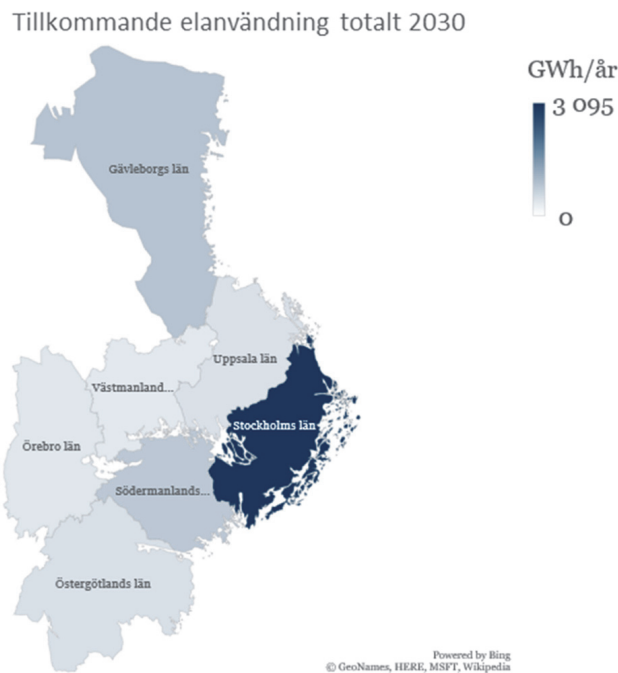 Tillkommande elanvändning totalt 2030
GWh/år
3 095
0
Gävleborgs län
Uppsala län
Västmanland...
Stockholms län
Örebro län
Södermanlands...
Östergötlands län
Powered by Bing
© GeoNames, HERE, MSFT, Wikipedia